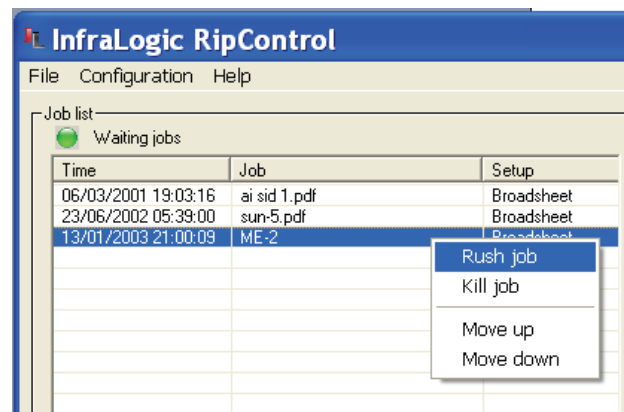 InfraLogic RipControl
File Configuration Help
Job list
Waiting jobs
Time Job Setup
06/03/2001 19:03:16 ai sid 1.pdf Broadsheet
23/06/2002 05:39:00 sun-5.pdf Broadsheet
13/01/2003 21:00:09 ME-2 Broadsheet
Rush job
Kill job
Move up
Move down